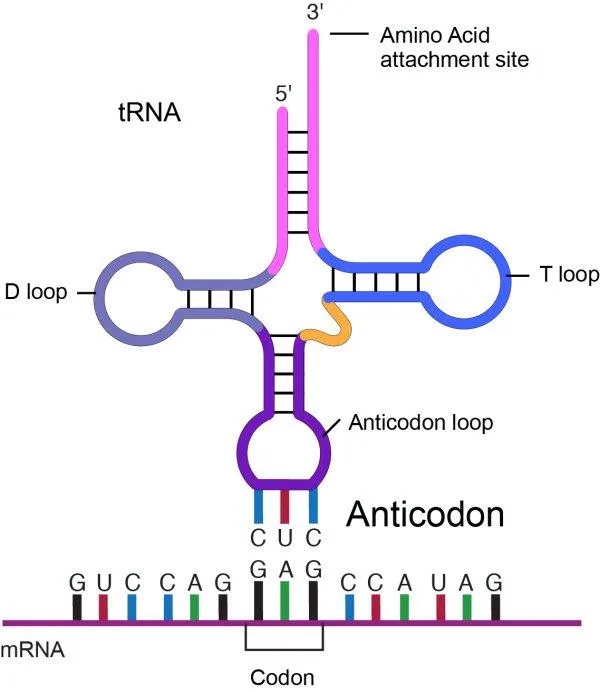 3'
Amino Acid
attachment site
5'
tRNA
D loop
T loop
Anticodon loop
Anticodon
C U C
G U C C A G G A G C C A U A G
mRNA
Codon